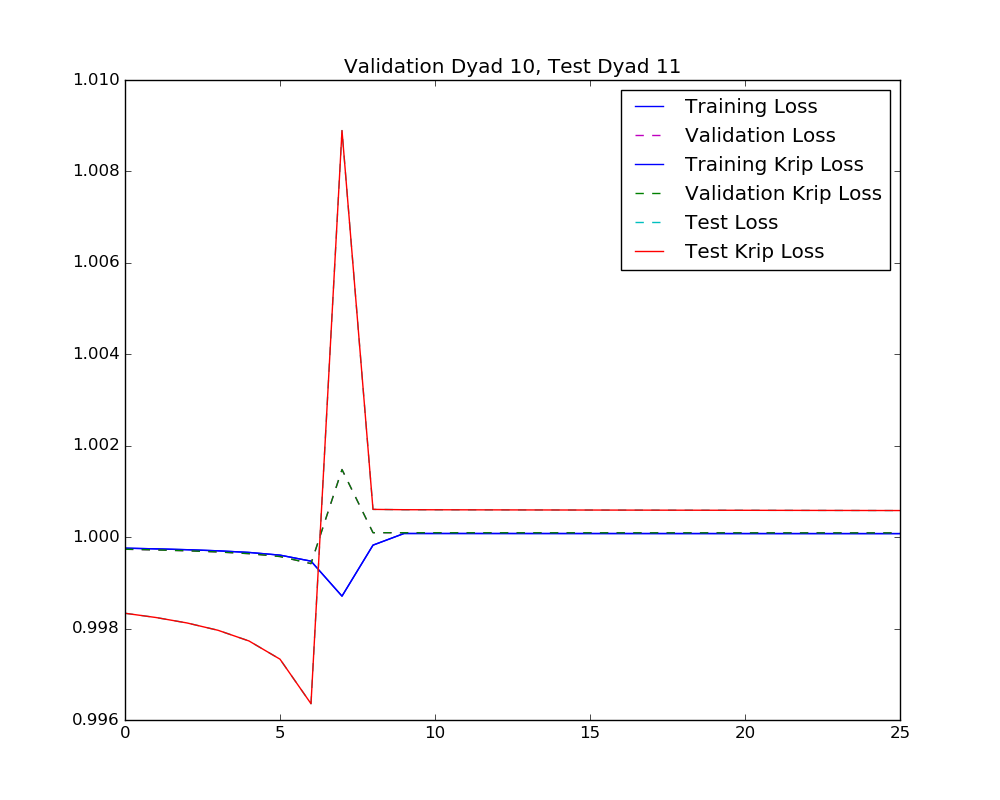 Validation Dyad 10, Test Dyad 11
1.010
1.008
1.006
1.004
1.002
1.000
0.998
0.996
Training Loss
Validation Loss
Training Krip Loss
Validation Krip Loss
Test Loss
Test Krip Loss
0 5 10 15 20 25